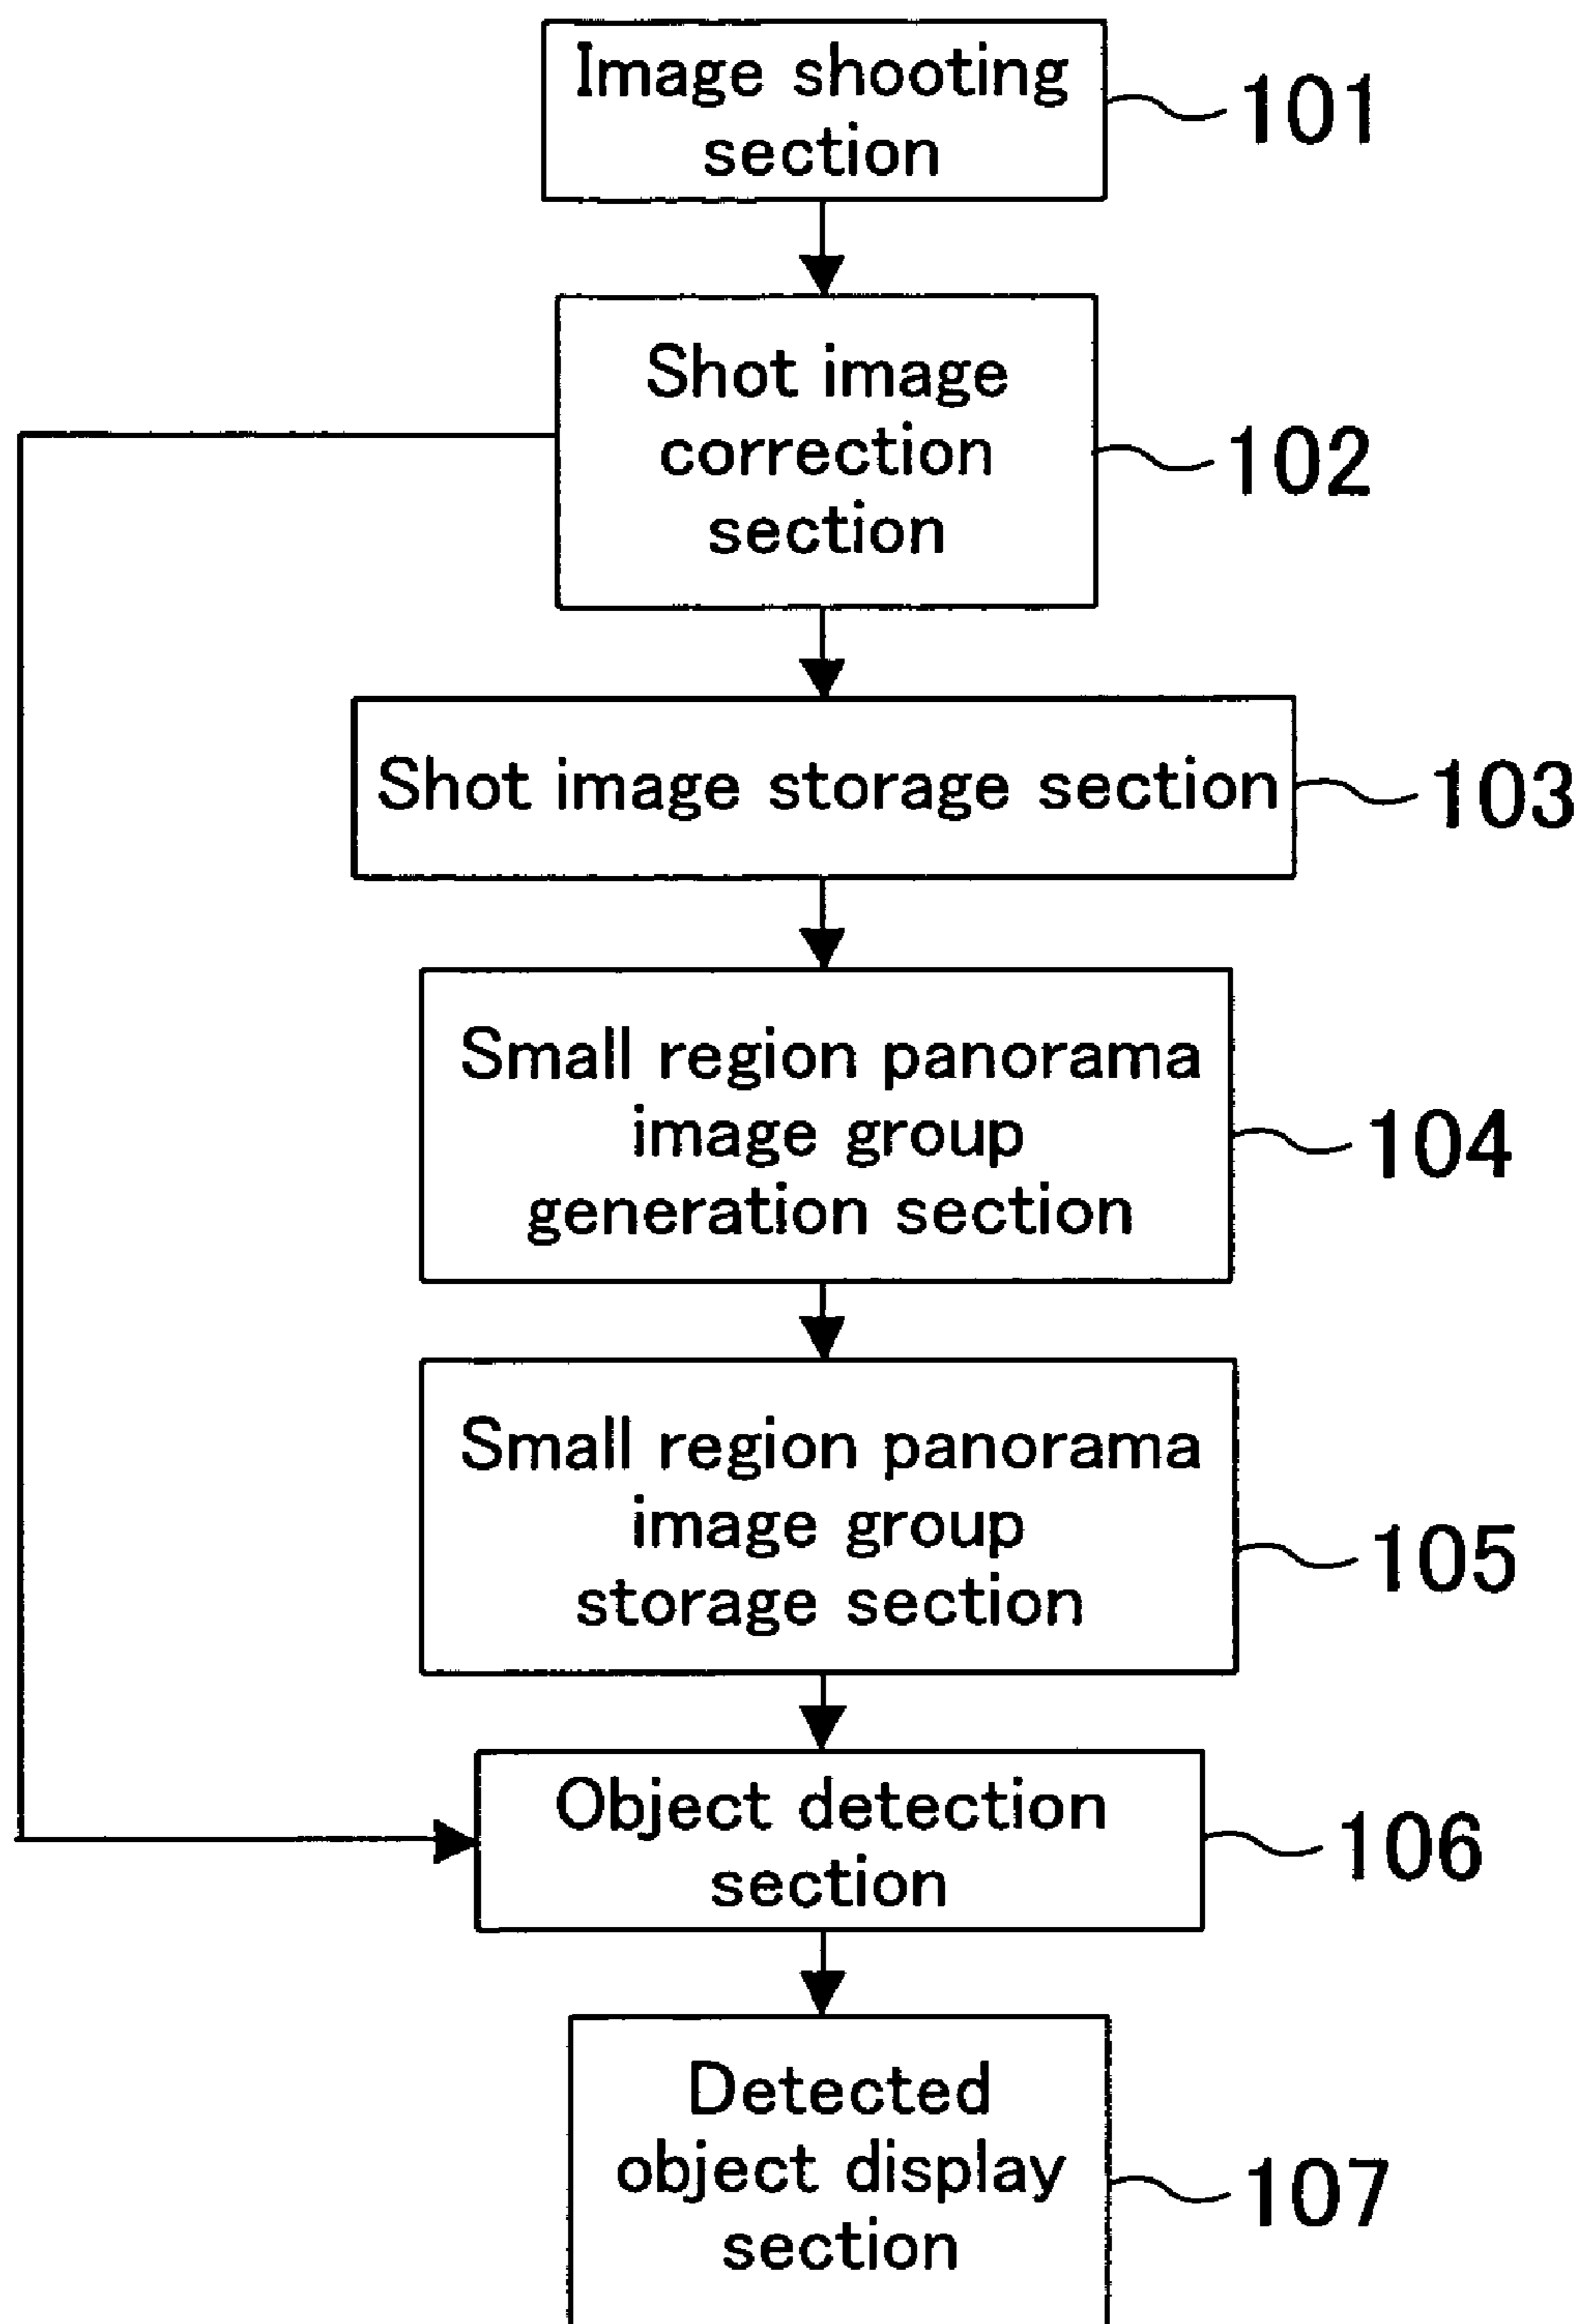 Image shooting
section
101
Shot image
correction
section
102
Shot image storage section
103
Small region panorama
image group
generation section
104
Small region panorama
image group
storage section
105
Object detection
section
106
Detected
object display
section
107